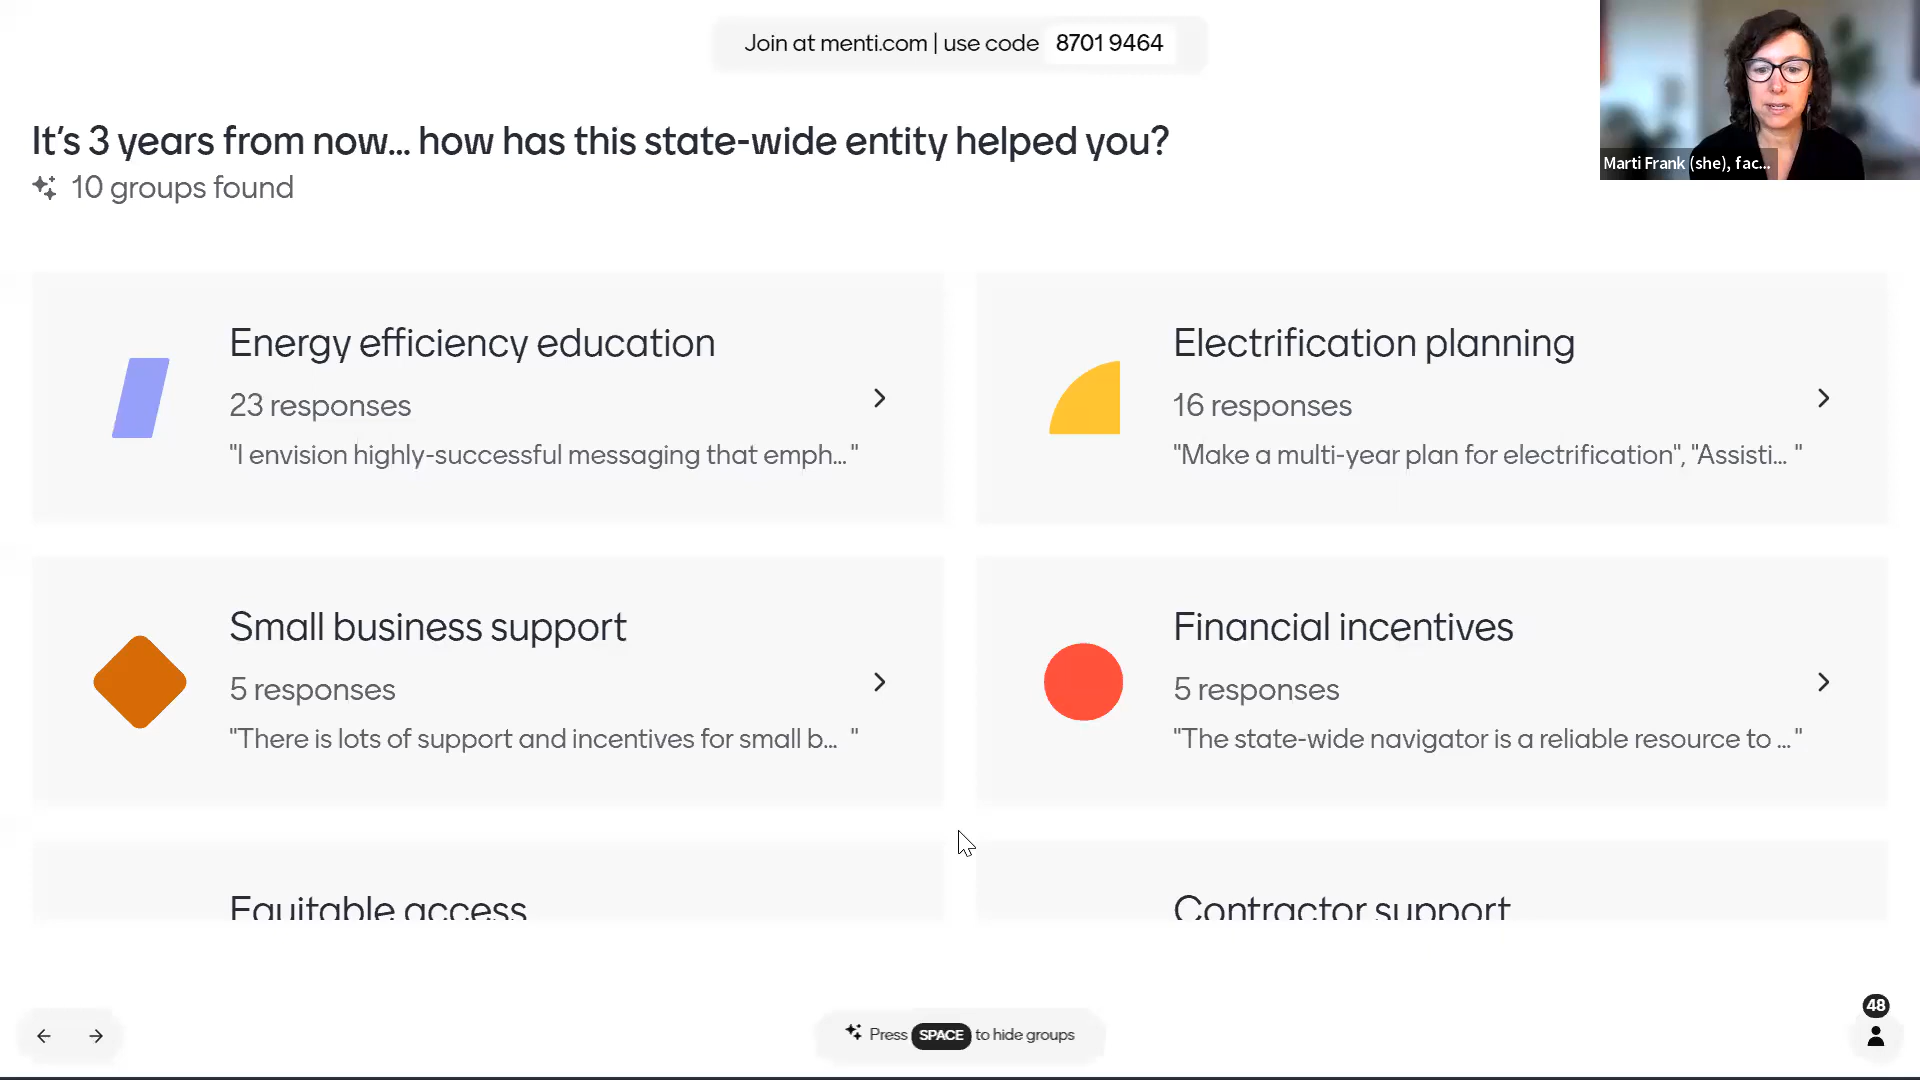 Join at menti.com | use code 8701 9464
Marti Frank (she), fac...
It's 3 years from now... how has this state-wide entity helped you?
10 groups found
Energy efficiency education
23 responses
"I envision highly-successful messaging that emph... "
Electrification planning
16 responses
"Make a multi-year plan for electrification", "Assisti... "
Small business support
5 responses
"There is lots of support and incentives for small b... "
Financial incentives
5 responses
"The state-wide navigator is a reliable resource to ... "
Equitable access
Contractor support
Press SPACE to hide groups
48